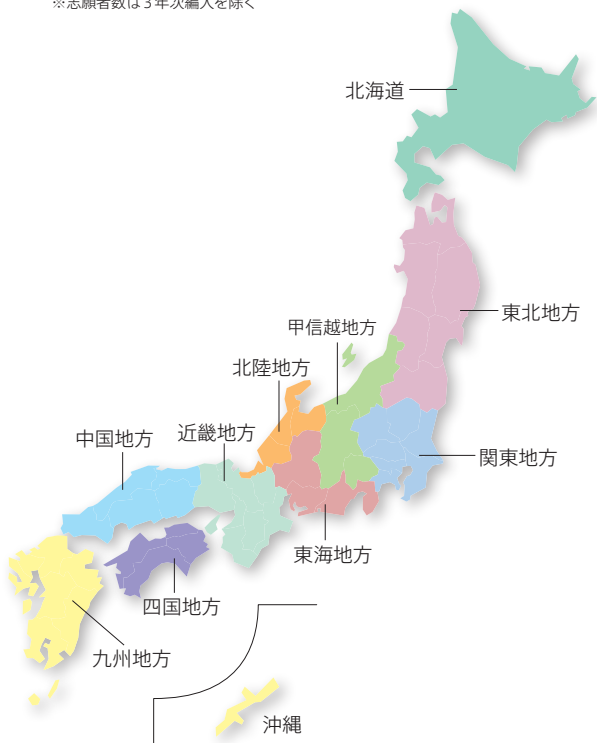 ※志願者数は3年次編入を除く
北海道
東北地方
甲信越地方
北陸地方
近畿地方
中国地方
関東地方
東海地方
四国地方
九州地方
沖縄